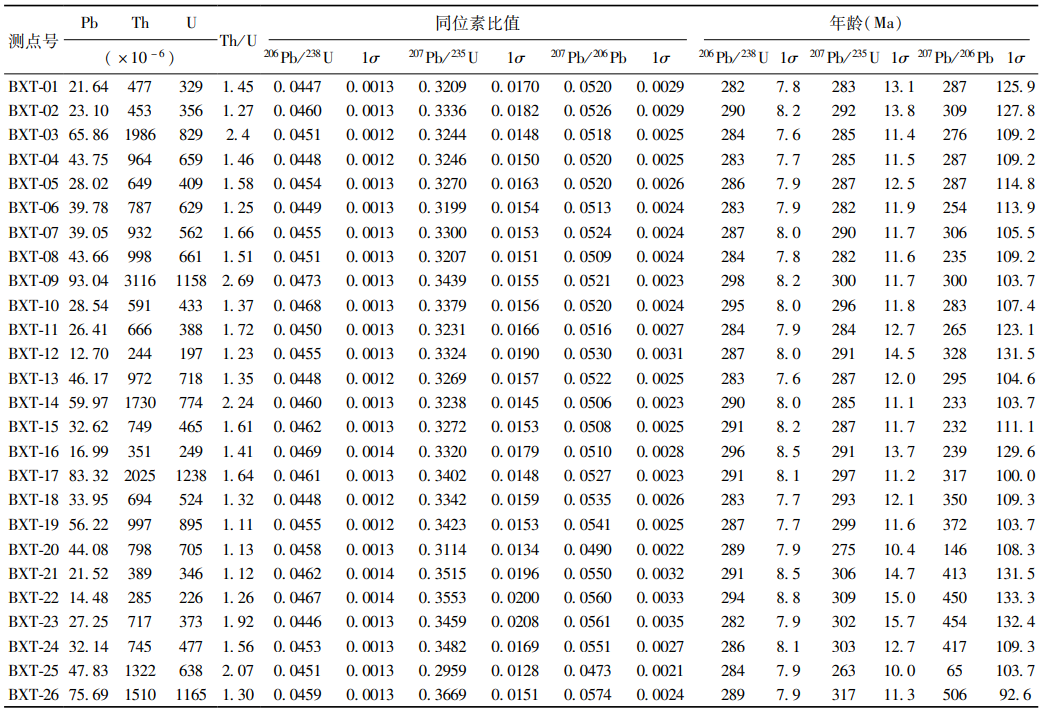 测点号 Pb Th U Th/U 同位素比值 年龄(Ma)
(×10⁻⁶) ²⁰⁶Pb/²³⁸U 1σ ²⁰⁷Pb/²³⁵U 1σ ²⁰⁷Pb/²⁰⁶Pb 1σ ²⁰⁶Pb/²³⁸U 1σ ²⁰⁷Pb/²³⁵U 1σ ²⁰⁷Pb/²⁰⁶Pb 1σ
BXT-01 21.64 477 329 1.45 0.0447 0.0013 0.3209 0.0170 0.0520 0.0029 282 7.8 283 13.1 287 125.9
BXT-02 23.10 453 356 1.27 0.0460 0.0013 0.3336 0.0182 0.0526 0.0029 290 8.2 292 13.8 309 127.8
BXT-03 65.86 1986 829 2.4 0.0451 0.0012 0.3244 0.0148 0.0518 0.0025 284 7.6 285 11.4 276 109.2
BXT-04 43.75 964 659 1.46 0.0448 0.0012 0.3246 0.0150 0.0520 0.0025 283 7.7 285 11.5 287 109.2
BXT-05 28.02 649 409 1.58 0.0454 0.0013 0.3270 0.0163 0.0520 0.0026 286 7.9 287 12.5 287 114.8
BXT-06 39.78 787 629 1.25 0.0449 0.0013 0.3199 0.0154 0.0513 0.0024 283 7.9 282 11.9 254 113.9
BXT-07 39.05 932 562 1.66 0.0455 0.0013 0.3300 0.0153 0.0524 0.0024 287 8.0 290 11.7 306 105.5
BXT-08 43.66 998 661 1.51 0.0451 0.0013 0.3207 0.0151 0.0509 0.0024 284 7.8 282 11.6 235 109.2
BXT-09 93.04 3116 1158 2.69 0.0473 0.0013 0.3439 0.0155 0.0521 0.0023 298 8.2 300 11.7 300 103.7
BXT-10 28.54 591 433 1.37 0.0468 0.0013 0.3379 0.0156 0.0520 0.0024 295 8.0 296 11.8 283 107.4
BXT-11 26.41 666 388 1.72 0.0450 0.0013 0.3231 0.0166 0.0516 0.0027 284 7.9 284 12.7 265 123.1
BXT-12 12.70 244 197 1.23 0.0455 0.0013 0.3324 0.0190 0.0530 0.0031 287 8.0 291 14.5 328 131.5
BXT-13 46.17 972 718 1.35 0.0448 0.0012 0.3269 0.0157 0.0522 0.0025 283 7.6 287 12.0 295 104.6
BXT-14 59.97 1730 774 2.24 0.0460 0.0013 0.3238 0.0145 0.0506 0.0023 290 8.0 285 11.1 233 103.7
BXT-15 32.62 749 465 1.61 0.0462 0.0013 0.3272 0.0153 0.0508 0.0025 291 8.2 287 11.7 232 111.1
BXT-16 16.99 351 249 1.41 0.0469 0.0014 0.3320 0.0179 0.0510 0.0028 296 8.5 291 13.7 239 129.6
BXT-17 83.32 2025 1238 1.64 0.0461 0.0013 0.3402 0.0148 0.0527 0.0023 291 8.1 297 11.2 317 100.0
BXT-18 33.95 694 524 1.32 0.0448 0.0012 0.3342 0.0159 0.0535 0.0026 283 7.7 293 12.1 350 109.3
BXT-19 56.22 997 895 1.11 0.0455 0.0012 0.3423 0.0153 0.0541 0.0025 287 7.7 299 11.6 372 103.7
BXT-20 44.08 798 705 1.13 0.0458 0.0013 0.3114 0.0134 0.0490 0.0022 289 7.9 275 10.4 146 108.3
BXT-21 21.52 389 346 1.12 0.0462 0.0014 0.3515 0.0196 0.0550 0.0032 291 8.5 306 14.7 413 131.5
BXT-22 14.48 285 226 1.26 0.0467 0.0014 0.3553 0.0200 0.0560 0.0033 294 8.8 309 15.0 450 133.3
BXT-23 27.25 717 373 1.92 0.0446 0.0013 0.3459 0.0208 0.0561 0.0035 282 7.9 302 15.7 454 132.4
BXT-24 32.14 745 477 1.56 0.0453 0.0013 0.3482 0.0169 0.0551 0.0027 286 8.1 303 12.7 417 109.3
BXT-25 47.83 1322 638 2.07 0.0451 0.0013 0.2959 0.0128 0.0473 0.0021 284 7.9 263 10.0 65 103.7
BXT-26 75.69 1510 1165 1.30 0.0459 0.0013 0.3669 0.0151 0.0574 0.0024 289 7.9 317 11.3 506 92.6